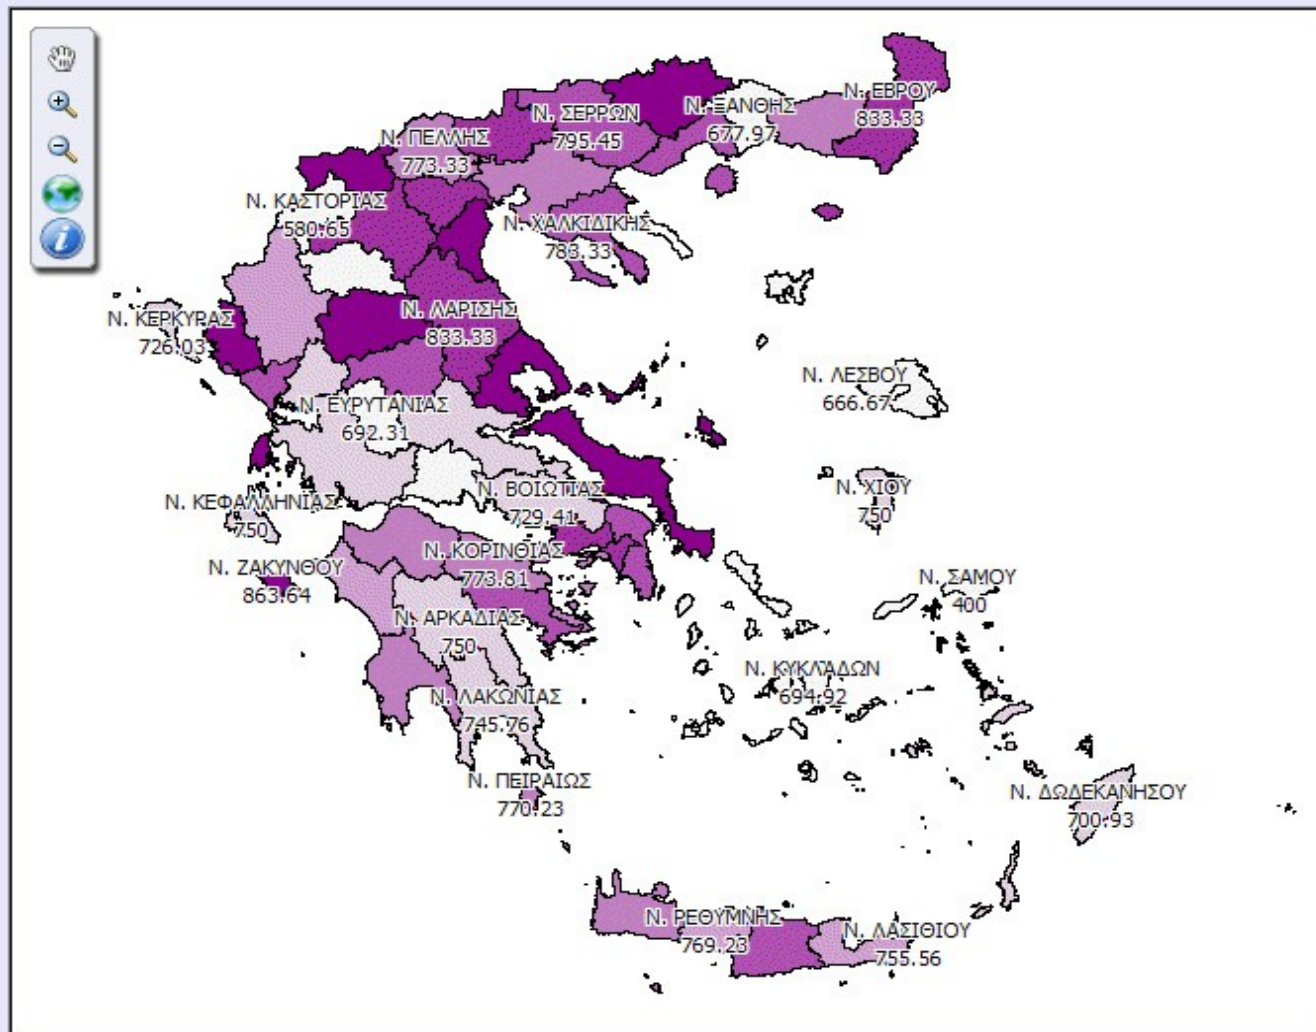 Ν. ΕΒΡΟΥ
833.33
Ν. ΞΑΝΘΗΣ
677.97
Ν. ΣΕΡΡΩΝ
795.45
Ν. ΠΕΛΛΗΣ
773.33
Ν. ΚΑΣΤΟΡΙΑΣ
580.65
Ν. ΧΑΛΚΙΔΙΚΗΣ
783.33
Ν. ΛΑΡΙΣΗΣ
833.33
Ν. ΚΕΡΚΥΡΑΣ
726.03
Ν. ΛΕΣΒΟΥ
666.67
Ν. ΕΥΡΥΤΑΝΙΑΣ
692.31
Ν. ΒΟΙΩΤΙΑΣ
729.41
Ν. ΧΙΟΥ
750
Ν. ΚΕΦΑΛΛΗΝΙΑΣ
750
Ν. ΚΟΡΙΝΘΙΑΣ
773.81
Ν. ΖΑΚΥΝΘΟΥ
863.64
Ν. ΣΑΜΟΥ
400
Ν. ΑΡΚΑΔΙΑΣ
750
Ν. ΚΥΚΛΑΔΩΝ
694.92
Ν. ΛΑΚΩΝΙΑΣ
745.76
Ν. ΠΕΙΡΑΙΩΣ
770.23
Ν. ΔΩΔΕΚΑΝΗΣΟΥ
700.93
Ν. ΡΕΘΥΜΝΗΣ
769.23
Ν. ΛΑΣΙΘΙΟΥ
755.56